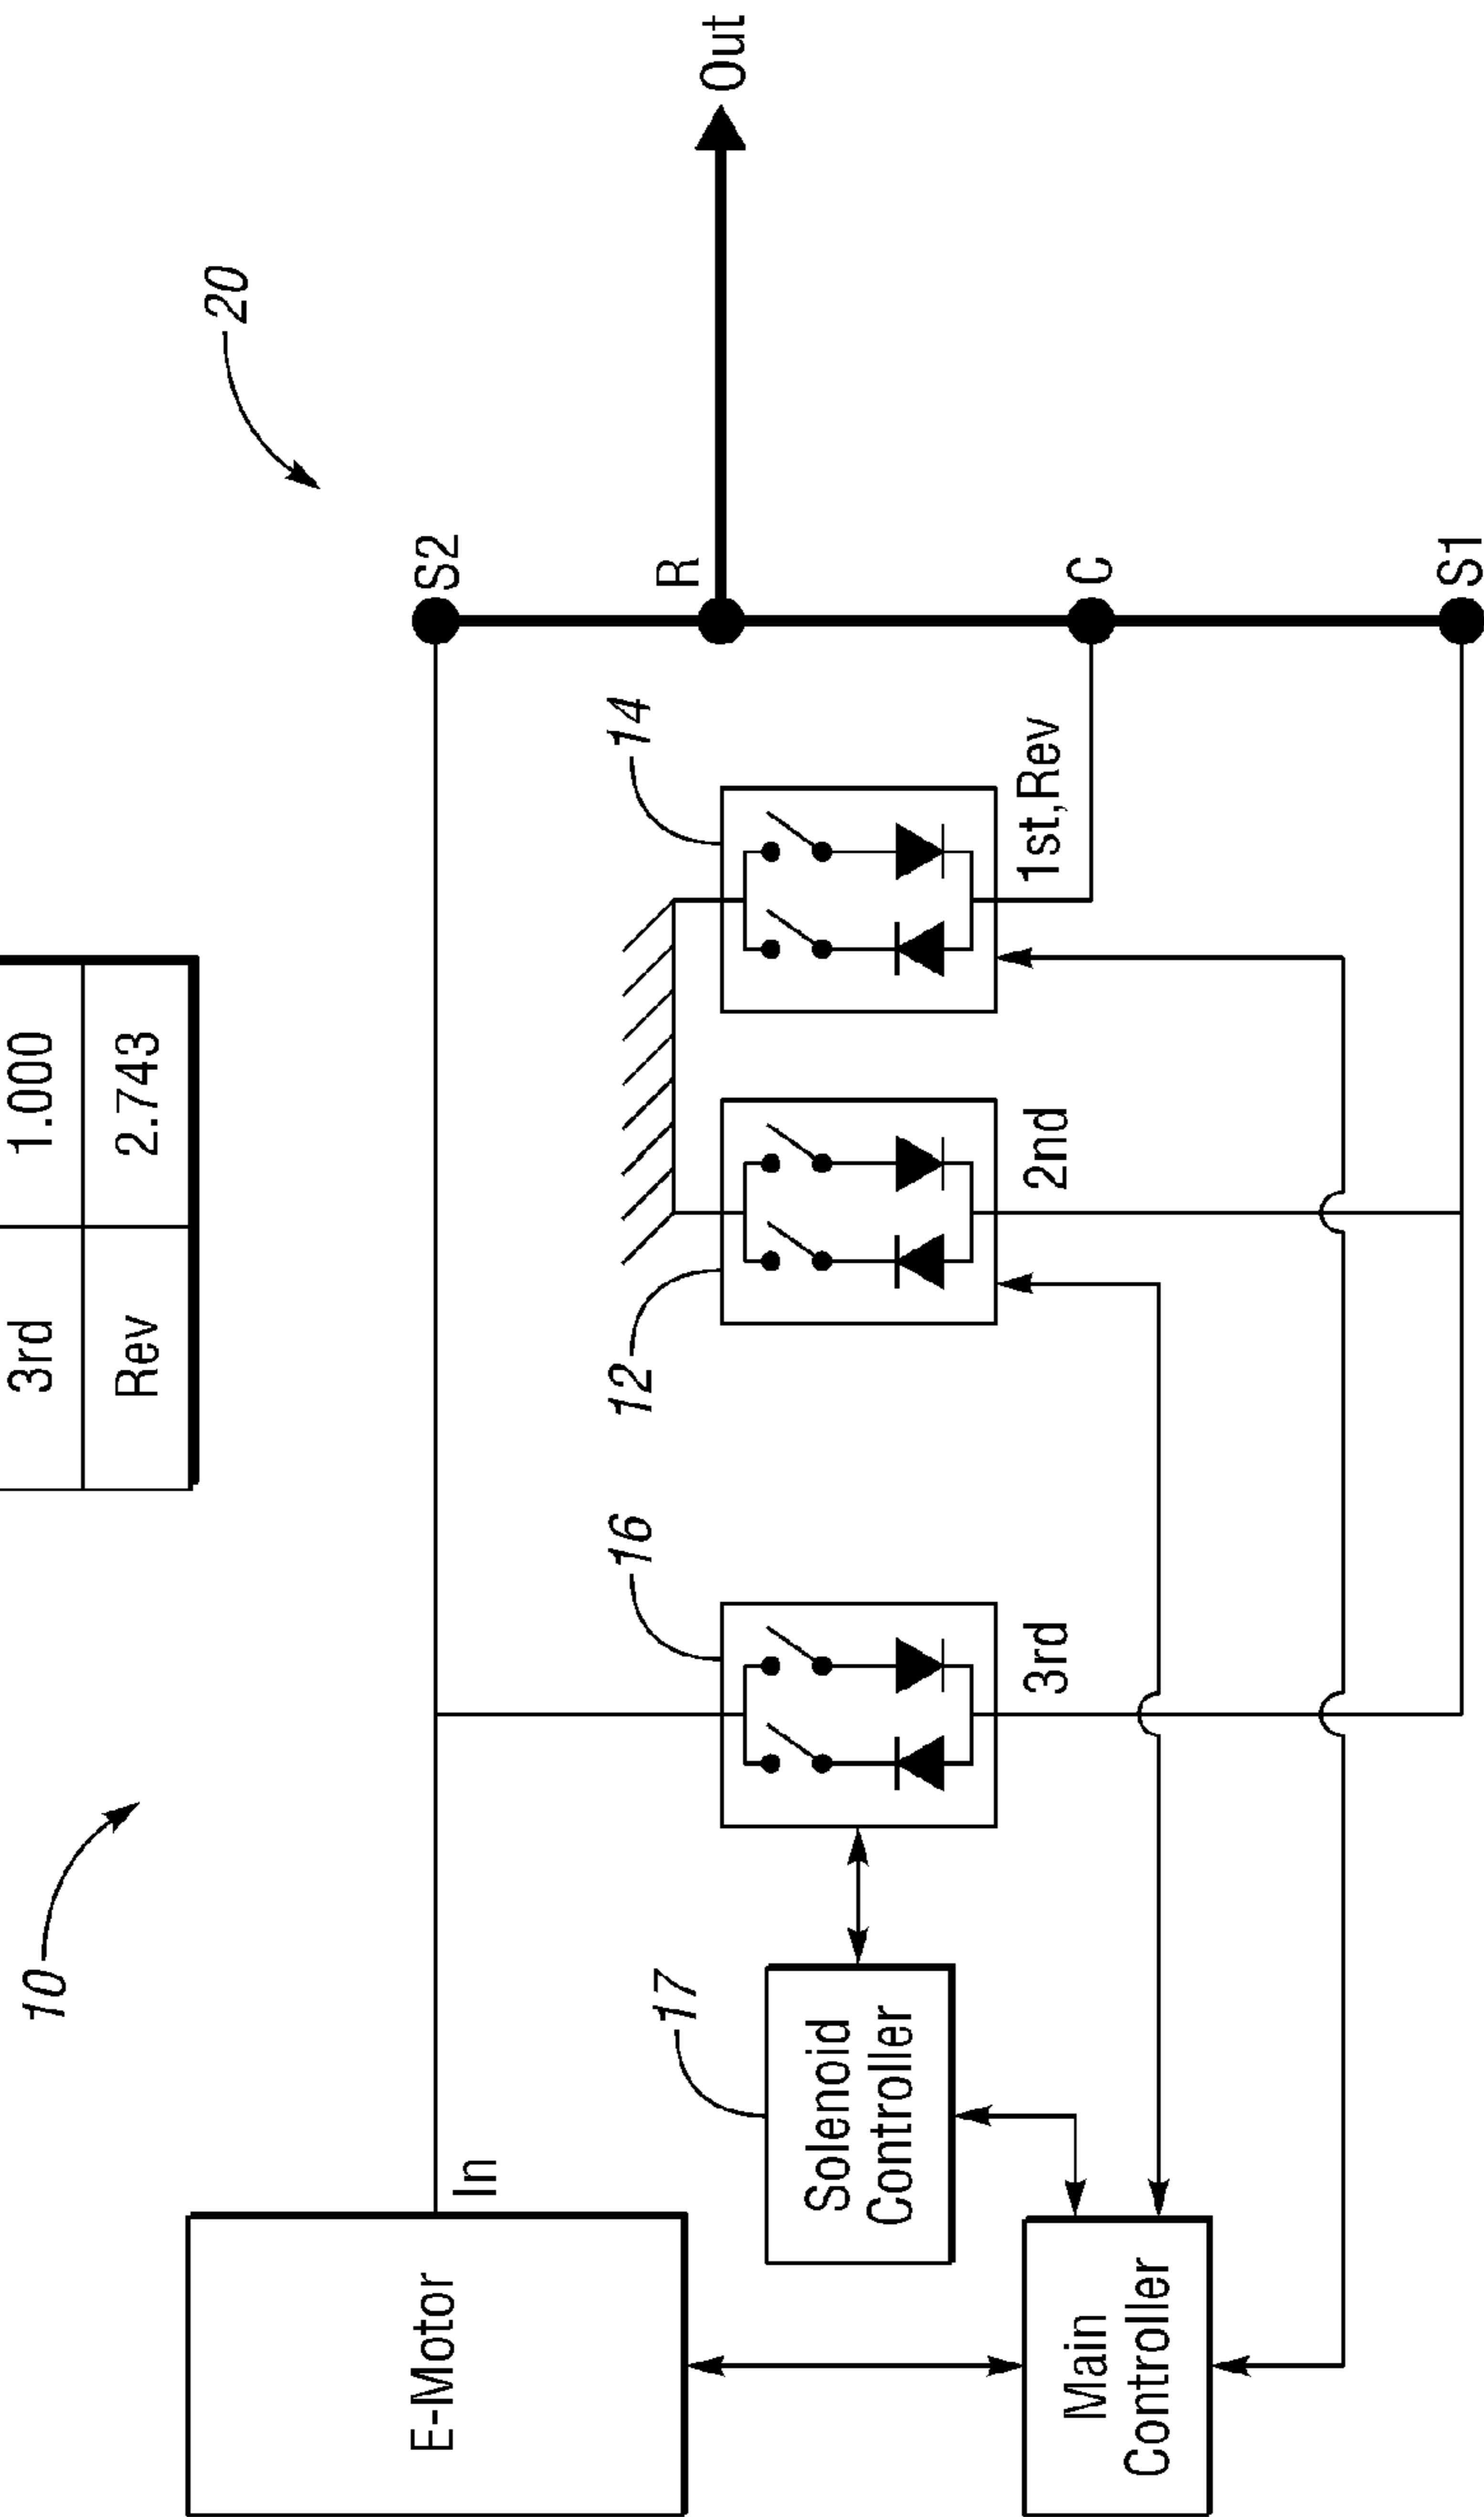 3rd 1.000
Rev 2.743
10
20
E-Motor
In
S2
16
12
14
R
Out
17
Solenoid
Controller
3rd
2nd
1st,Rev
C
Main
Controller
S1